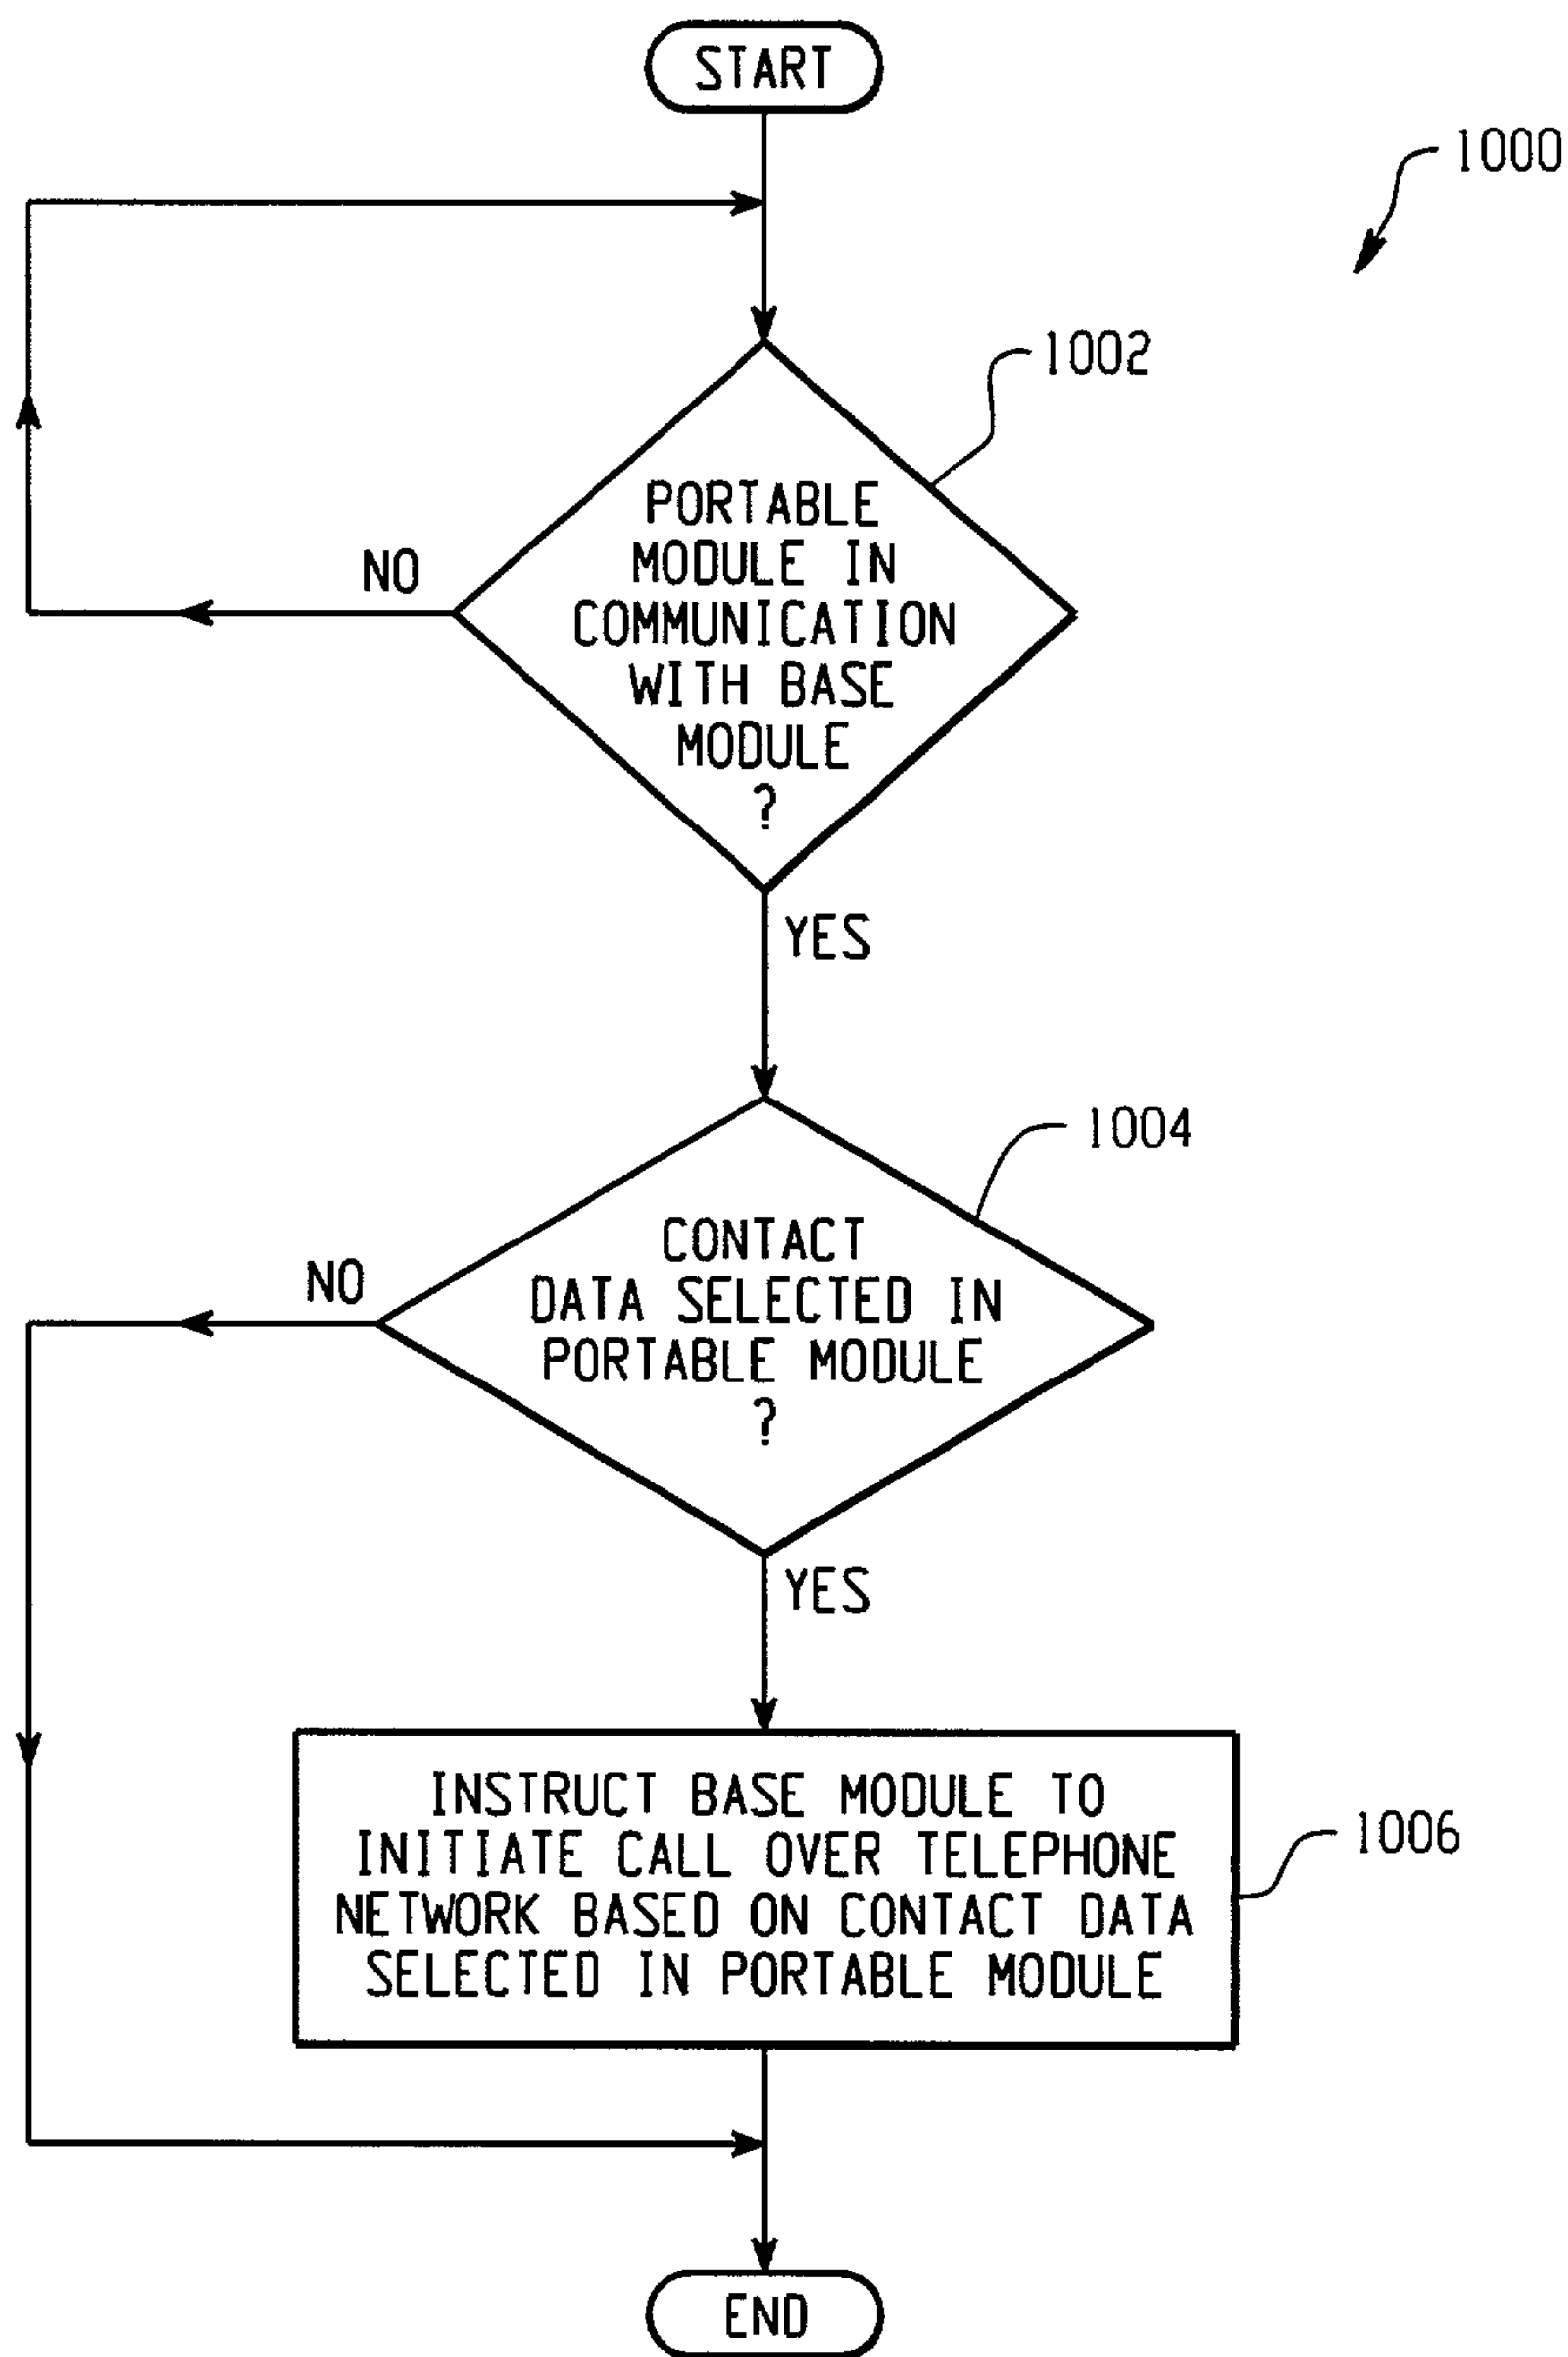 START
1000
1002
PORTABLE
MODULE IN
COMMUNICATION
WITH BASE
MODULE
?
NO
YES
1004
CONTACT
DATA SELECTED IN
PORTABLE MODULE
?
NO
YES
INSTRUCT BASE MODULE TO
INITIATE CALL OVER TELEPHONE
NETWORK BASED ON CONTACT DATA
SELECTED IN PORTABLE MODULE
1006
END